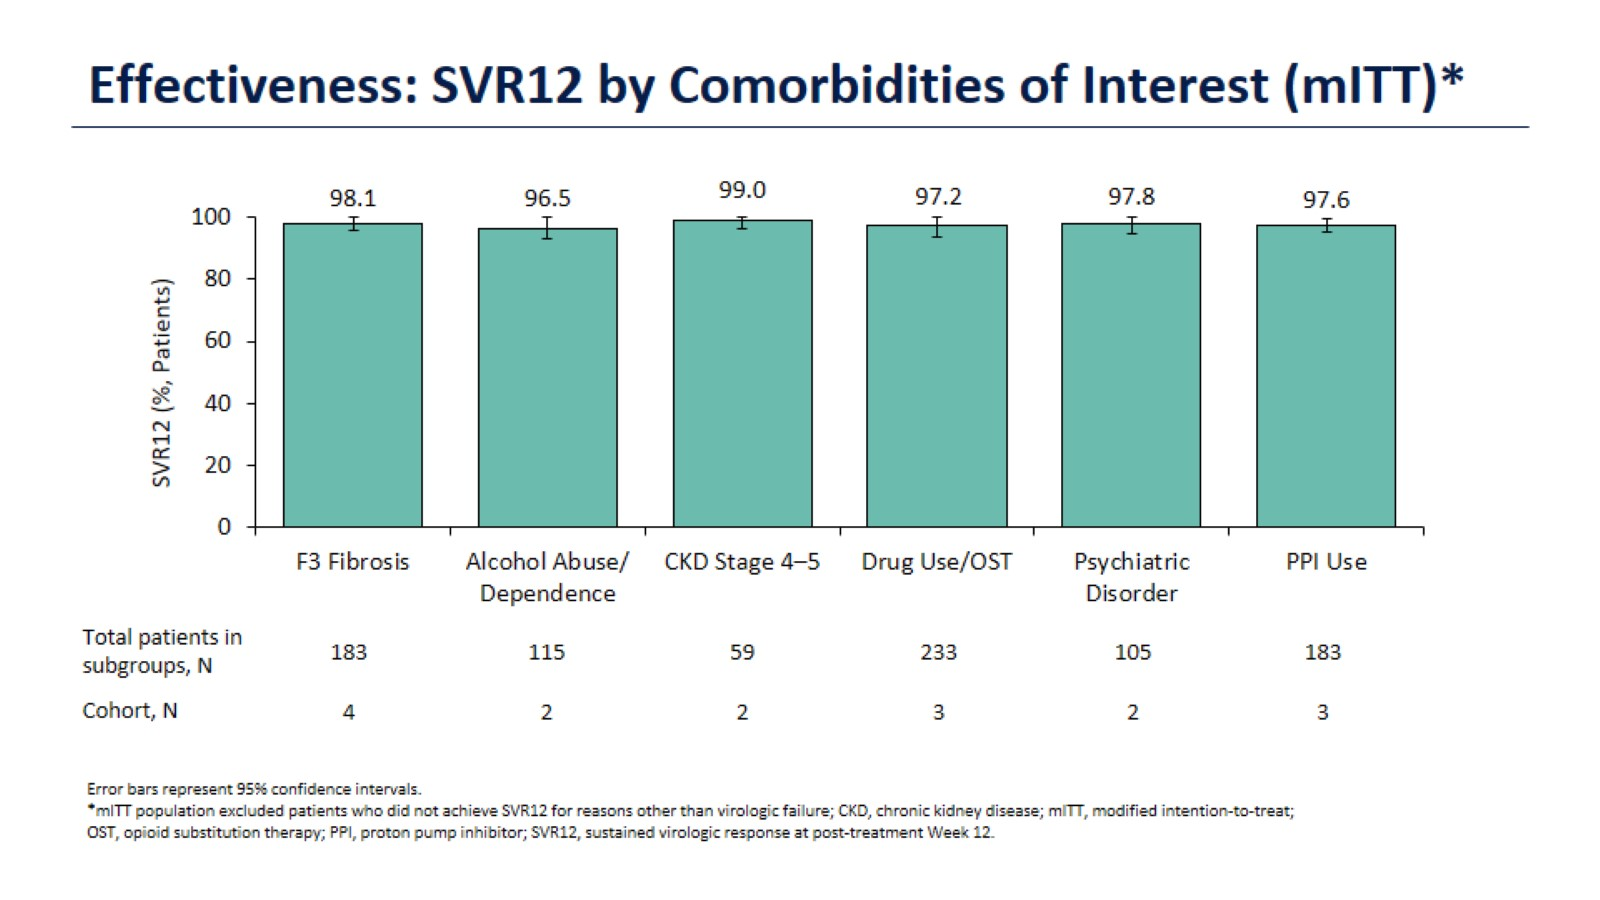 Effectiveness: SVR12 by Comorbidities of Interest (mITT)*
98.1 96.5 99.0 97.2 97.8 97.6
SVR12 (%, Patients)
100
80
60
40
20
0
F3 Fibrosis Alcohol Abuse/ CKD Stage 4–5 Drug Use/OST Psychiatric PPI Use
Dependence Disorder
Total patients in
subgroups, N 183 115 59 233 105 183
Cohort, N 4 2 2 3 2 3
Error bars represent 95% confidence intervals.
*mITT population excluded patients who did not achieve SVR12 for reasons other than virologic failure; CKD, chronic kidney disease; mITT, modified intention-to-treat;
OST, opioid substitution therapy; PPI, proton pump inhibitor; SVR12, sustained virologic response at post-treatment Week 12.